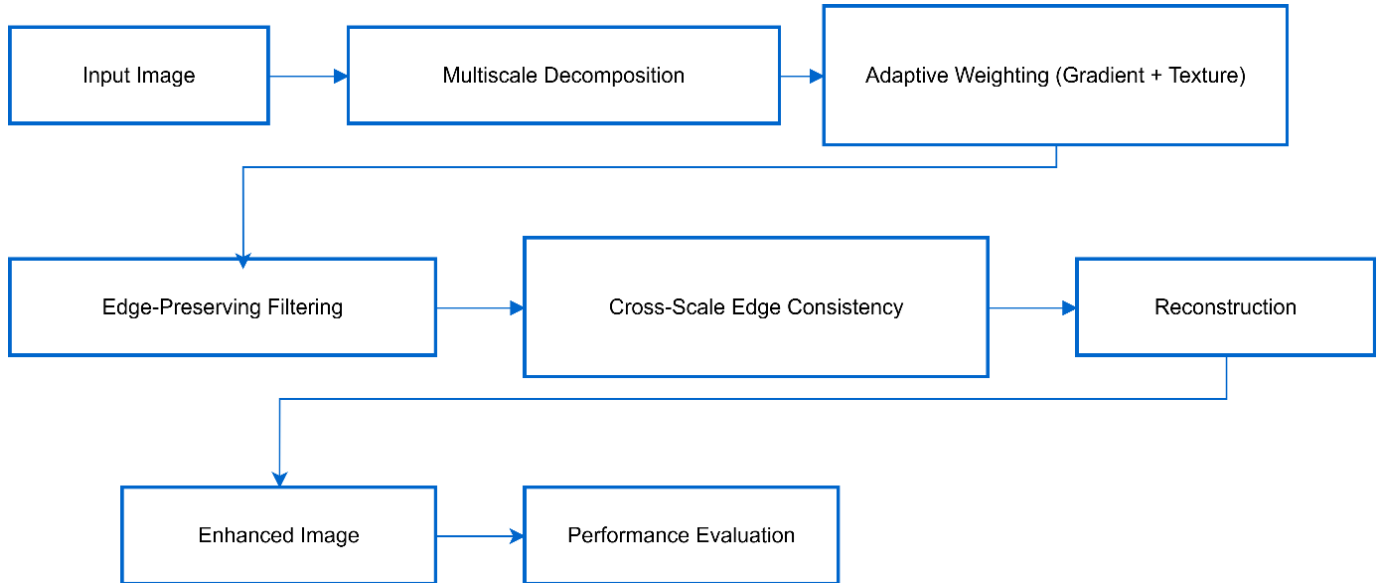 Input Image
Multiscale Decomposition
Adaptive Weighting (Gradient + Texture)
Edge-Preserving Filtering
Cross-Scale Edge Consistency
Reconstruction
Enhanced Image
Performance Evaluation